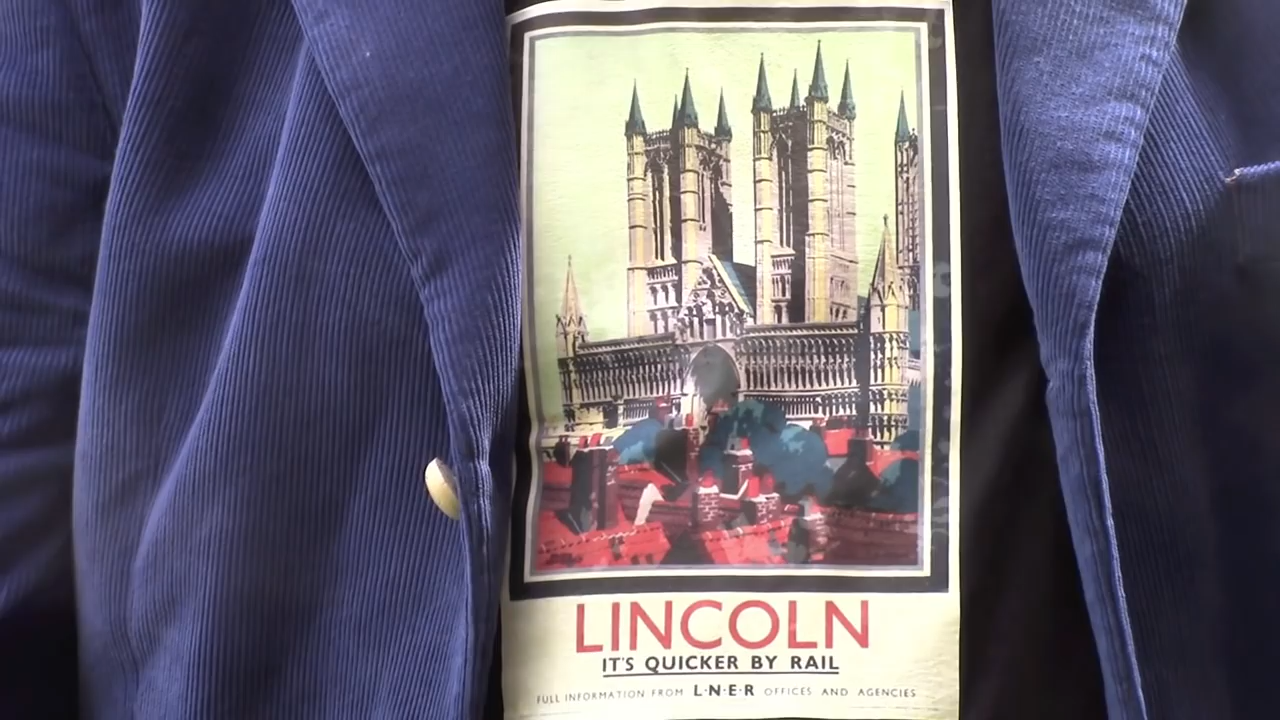 LINCOLN
IT'S QUICKER BY RAIL
FULL INFORMATION FROM L·N·E·R OFFICES AND AGENCIES